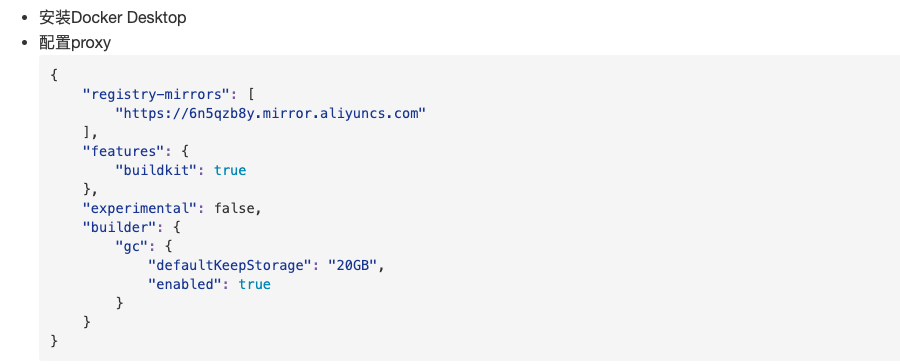 • 安装Docker Desktop
• 配置proxy
{
    "registry-mirrors": [
        "https://6n5qzb8y.mirror.aliyuncs.com"
    ],
    "features": {
        "buildkit": true
    },
    "experimental": false,
    "builder": {
        "gc": {
            "defaultKeepStorage": "20GB",
            "enabled": true
        }
    }
}